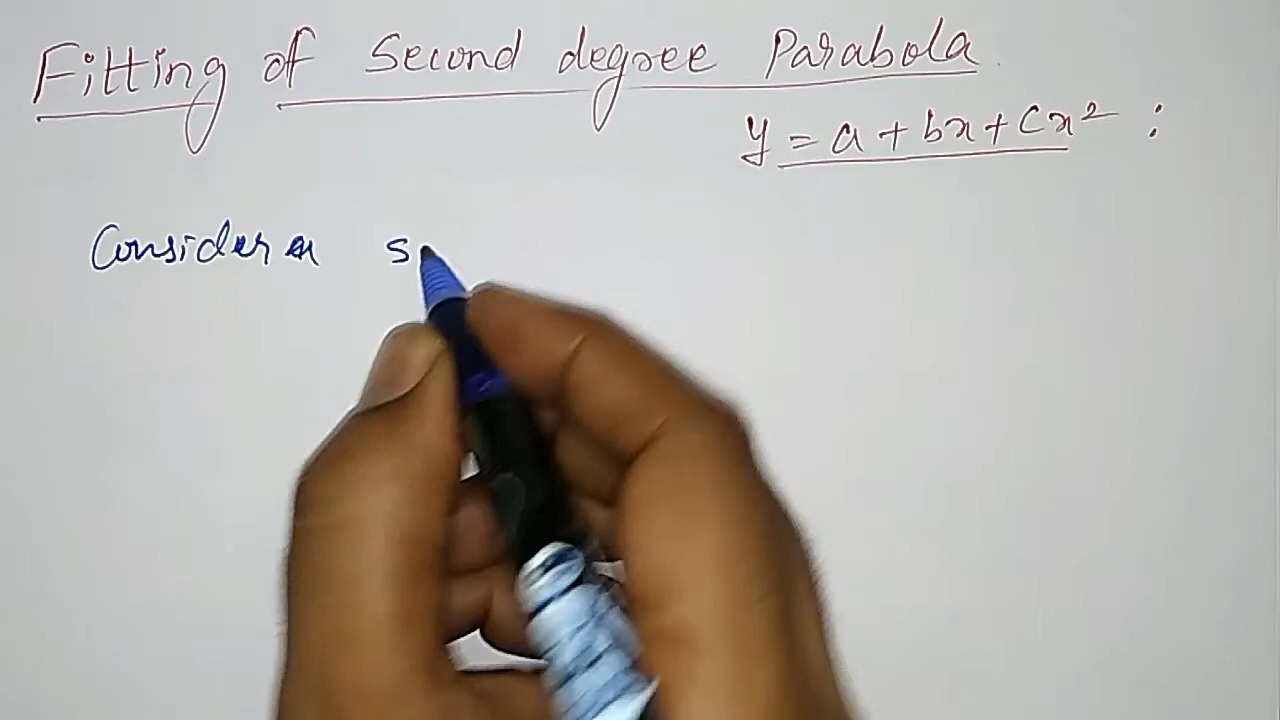 Fitting of Second degree Parabola
y = a + bx + cx² :
Consider a s